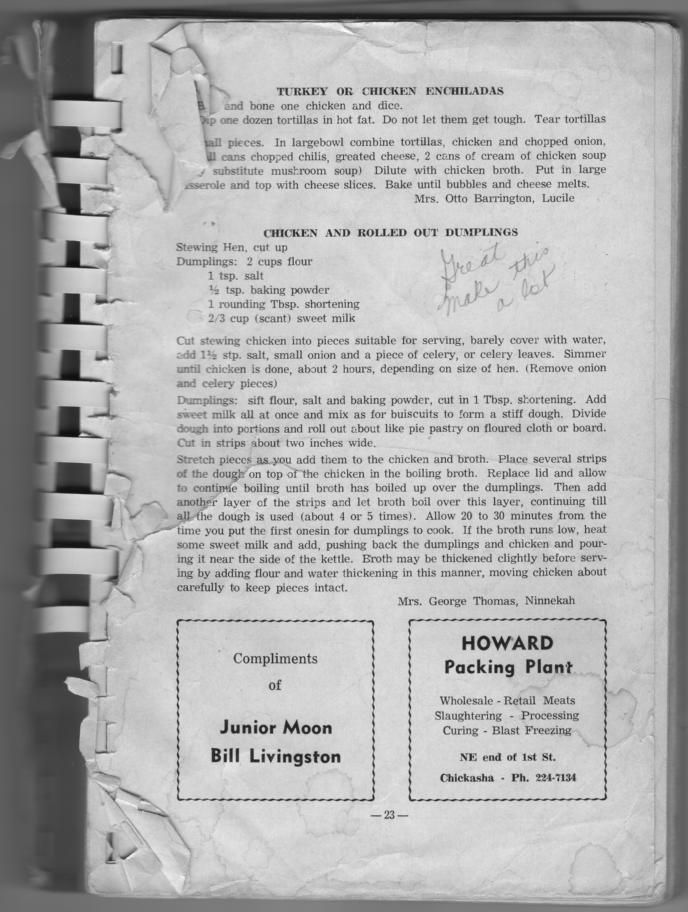 TURKEY OR CHICKEN ENCHILADAS
and bone one chicken and dice.
one dozen tortillas in hot fat. Do not let them get tough. Tear tortillas
pieces. In largebowl combine tortillas, chicken and chopped onion,
cans chopped chilis, greated cheese, 2 cans of cream of chicken soup
substitute mushroom soup) Dilute with chicken broth. Put in large
and top with cheese slices. Bake until bubbles and cheese melts.
Mrs. Otto Barrington, Lucile
CHICKEN AND ROLLED OUT DUMPLINGS
Stewing Hen, cut up
Dumplings: 2 cups flour
1 tsp. salt
½ tsp. baking powder
1 rounding Tbsp. shortening
2/3 cup (scant) sweet milk
Great
make this
a lot
Cut stewing chicken into pieces suitable for serving, barely cover with water,
add 1½ stp. salt, small onion and a piece of celery, or celery leaves. Simmer
until chicken is done, about 2 hours, depending on size of hen. (Remove onion
and celery pieces)
Dumplings: sift flour, salt and baking powder, cut in 1 Tbsp. shortening. Add
sweet milk all at once and mix as for buiscuits to form a stiff dough. Divide
dough into portions and roll out about like pie pastry on floured cloth or board.
Cut in strips about two inches wide.
Stretch pieces as you add them to the chicken and broth. Place several strips
of the dough on top of the chicken in the boiling broth. Replace lid and allow
to continue boiling until broth has boiled up over the dumplings. Then add
another layer of the strips and let broth boil over this layer, continuing till
all the dough is used (about 4 or 5 times). Allow 20 to 30 minutes from the
time you put the first onesin for dumplings to cook. If the broth runs low, heat
some sweet milk and add, pushing back the dumplings and chicken and pour-
ing it near the side of the kettle. Broth may be thickened clightly before serv-
ing by adding flour and water thickening in this manner, moving chicken about
carefully to keep pieces intact.
Mrs. George Thomas, Ninnekah
Compliments
of
Junior Moon
Bill Livingston
HOWARD
Packing Plant
Wholesale - Retail Meats
Slaughtering - Processing
Curing - Blast Freezing
NE end of 1st St.
Chickasha - Ph. 224-7134
— 23 —